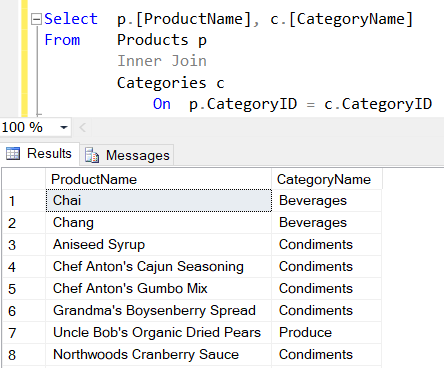 Select p.[ProductName], c.[CategoryName]
From Products p
Inner Join
Categories c
On p.CategoryID = c.CategoryID
100 %
Results Messages
ProductName CategoryName
1 Chai Beverages
2 Chang Beverages
3 Aniseed Syrup Condiments
4 Chef Anton's Cajun Seasoning Condiments
5 Chef Anton's Gumbo Mix Condiments
6 Grandma's Boysenberry Spread Condiments
7 Uncle Bob's Organic Dried Pears Produce
8 Northwoods Cranberry Sauce Condiments